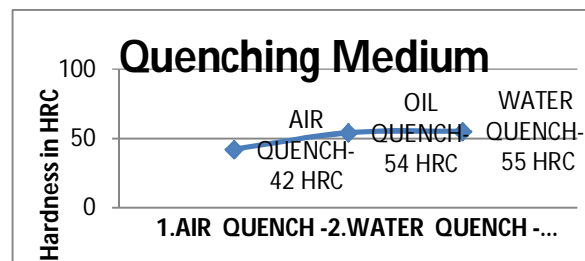 Quenching Medium
Hardness in HRC
100
50
0
AIR
QUENCH-
42 HRC
OIL
QUENCH-
54 HRC
WATER
QUENCH-
55 HRC
1.AIR QUENCH -2.WATER QUENCH -...